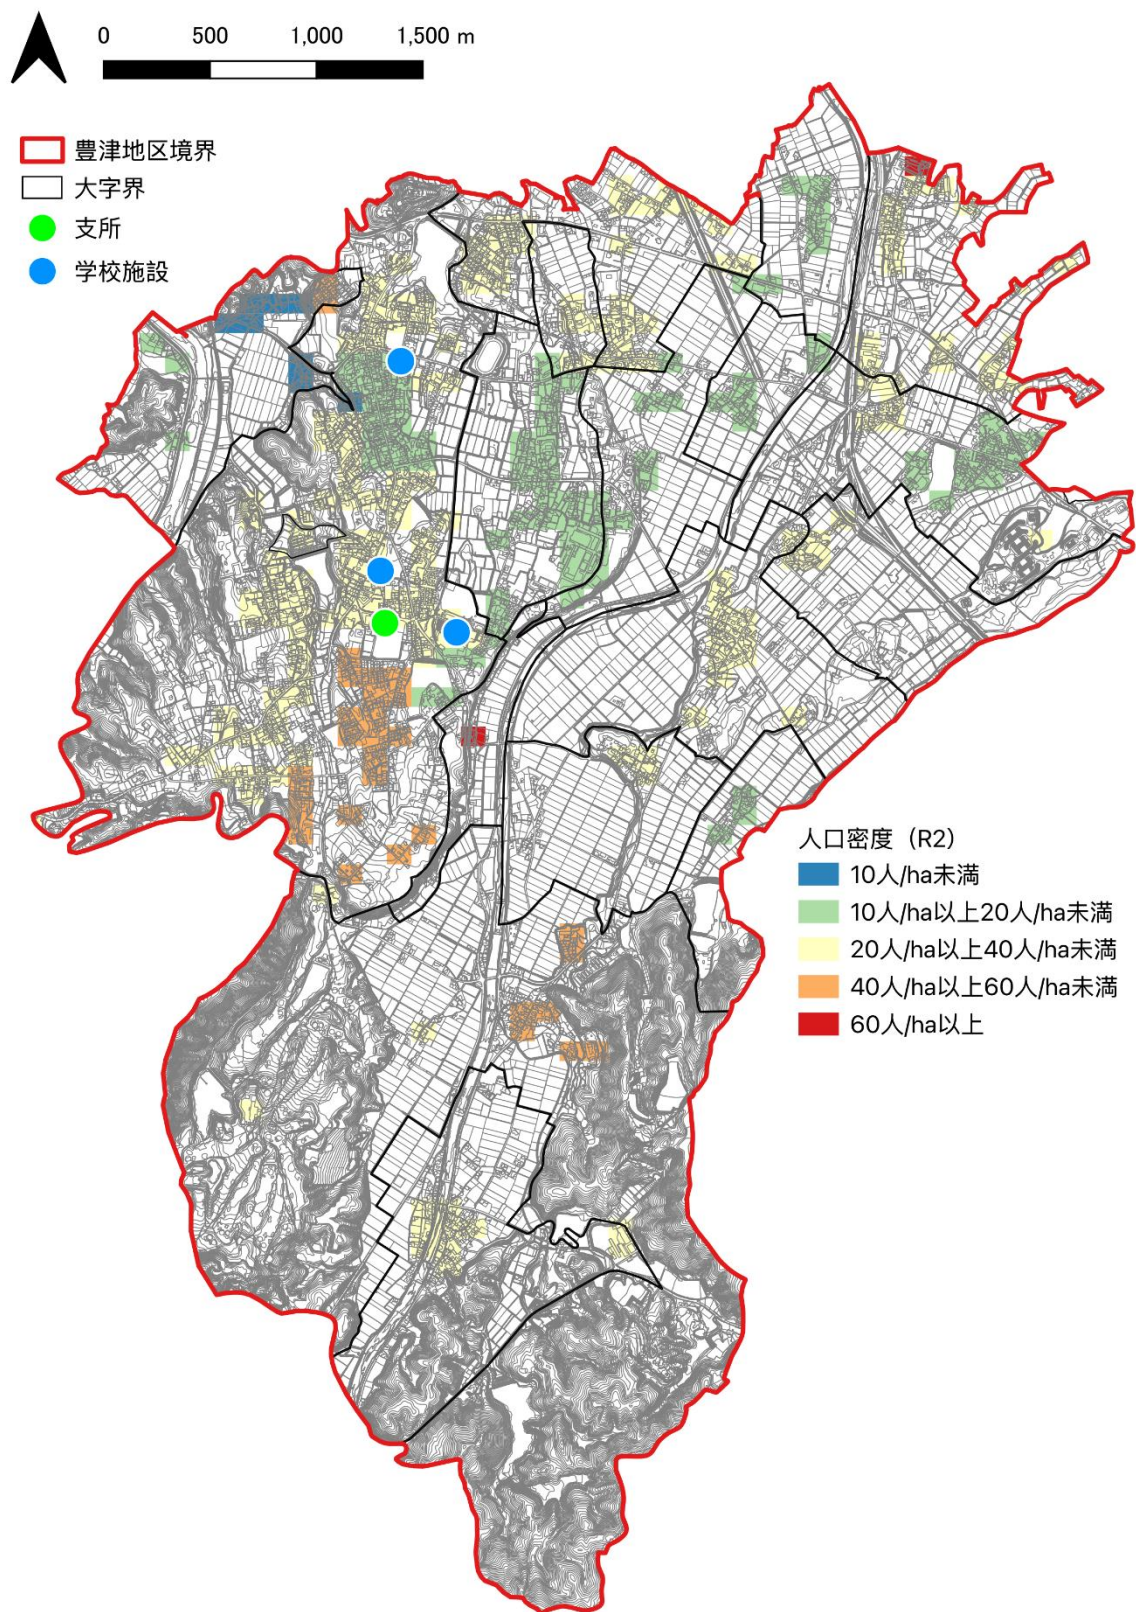 0 500 1,000 1,500 m
豊津地区境界
大字界
支所
学校施設
人口密度（R2）
10人/ha未満
10人/ha以上20人/ha未満
20人/ha以上40人/ha未満
40人/ha以上60人/ha未満
60人/ha以上